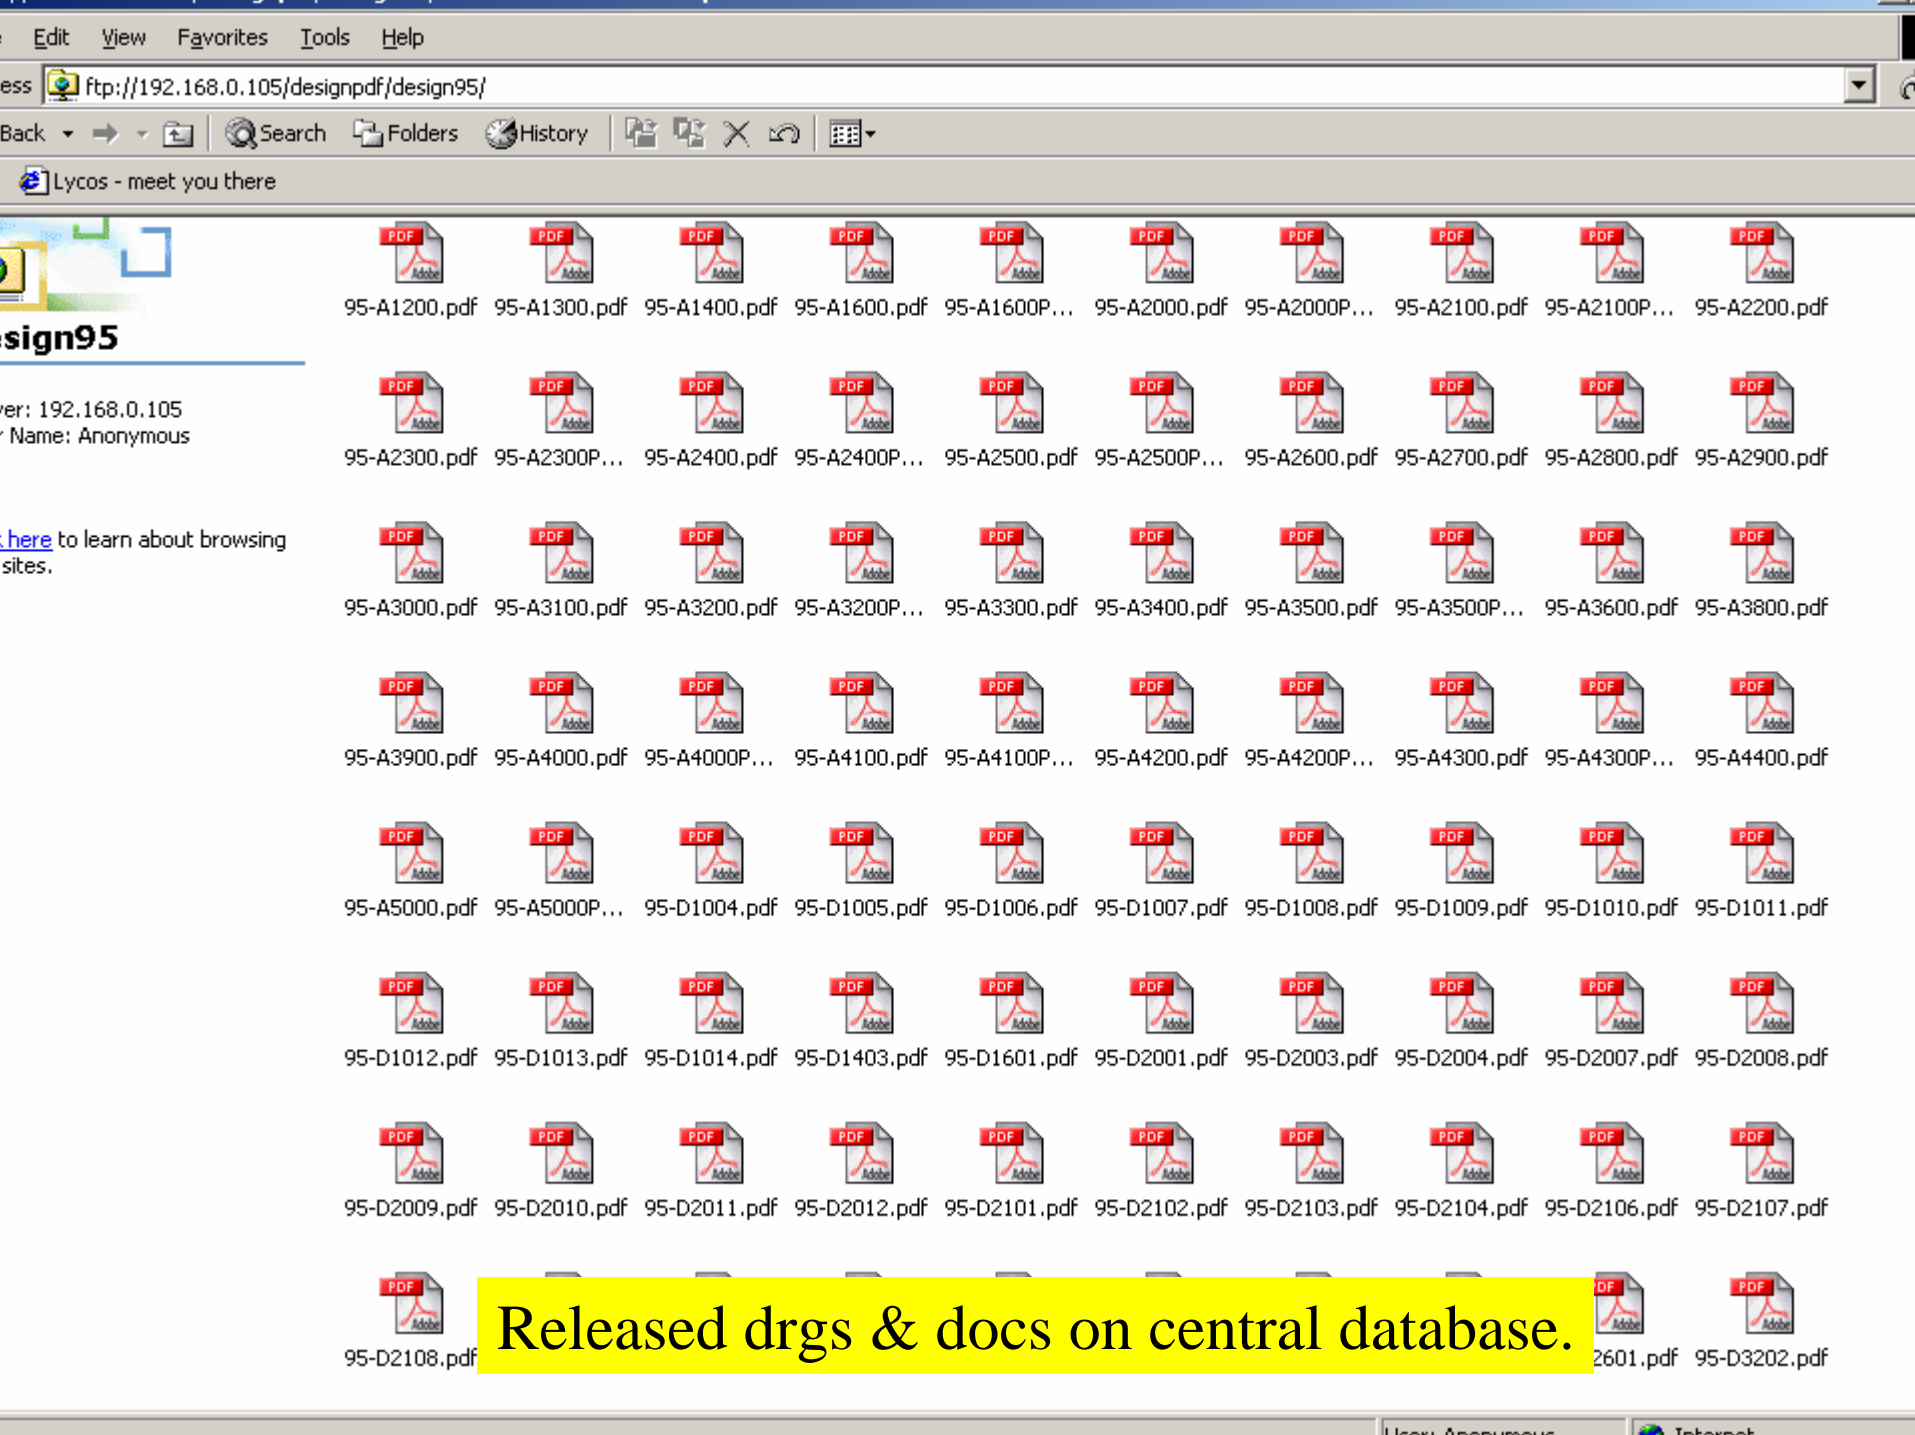 Edit View Favorites Tools Help
ess ftp://192.168.0.105/designpdf/design95/
Back Search Folders History
Lycos - meet you there
95-A1200.pdf 95-A1300.pdf 95-A1400.pdf 95-A1600.pdf 95-A1600P... 95-A2000.pdf 95-A2000P... 95-A2100.pdf 95-A2100P... 95-A2200.pdf
sign95
ver: 192.168.0.105
Name: Anonymous
95-A2300.pdf 95-A2300P... 95-A2400.pdf 95-A2400P... 95-A2500.pdf 95-A2500P... 95-A2600.pdf 95-A2700.pdf 95-A2800.pdf 95-A2900.pdf
here to learn about browsing
sites.
95-A3000.pdf 95-A3100.pdf 95-A3200.pdf 95-A3200P... 95-A3300.pdf 95-A3400.pdf 95-A3500.pdf 95-A3500P... 95-A3600.pdf 95-A3800.pdf
95-A3900.pdf 95-A4000.pdf 95-A4000P... 95-A4100.pdf 95-A4100P... 95-A4200.pdf 95-A4200P... 95-A4300.pdf 95-A4300P... 95-A4400.pdf
95-A5000.pdf 95-A5000P... 95-D1004.pdf 95-D1005.pdf 95-D1006.pdf 95-D1007.pdf 95-D1008.pdf 95-D1009.pdf 95-D1010.pdf 95-D1011.pdf
95-D1012.pdf 95-D1013.pdf 95-D1014.pdf 95-D1403.pdf 95-D1601.pdf 95-D2001.pdf 95-D2003.pdf 95-D2004.pdf 95-D2007.pdf 95-D2008.pdf
95-D2009.pdf 95-D2010.pdf 95-D2011.pdf 95-D2012.pdf 95-D2101.pdf 95-D2102.pdf 95-D2103.pdf 95-D2104.pdf 95-D2106.pdf 95-D2107.pdf
Released drgs & docs on central database.
95-D2108.pdf 2601.pdf 95-D3202.pdf
User: Anonymous Internet